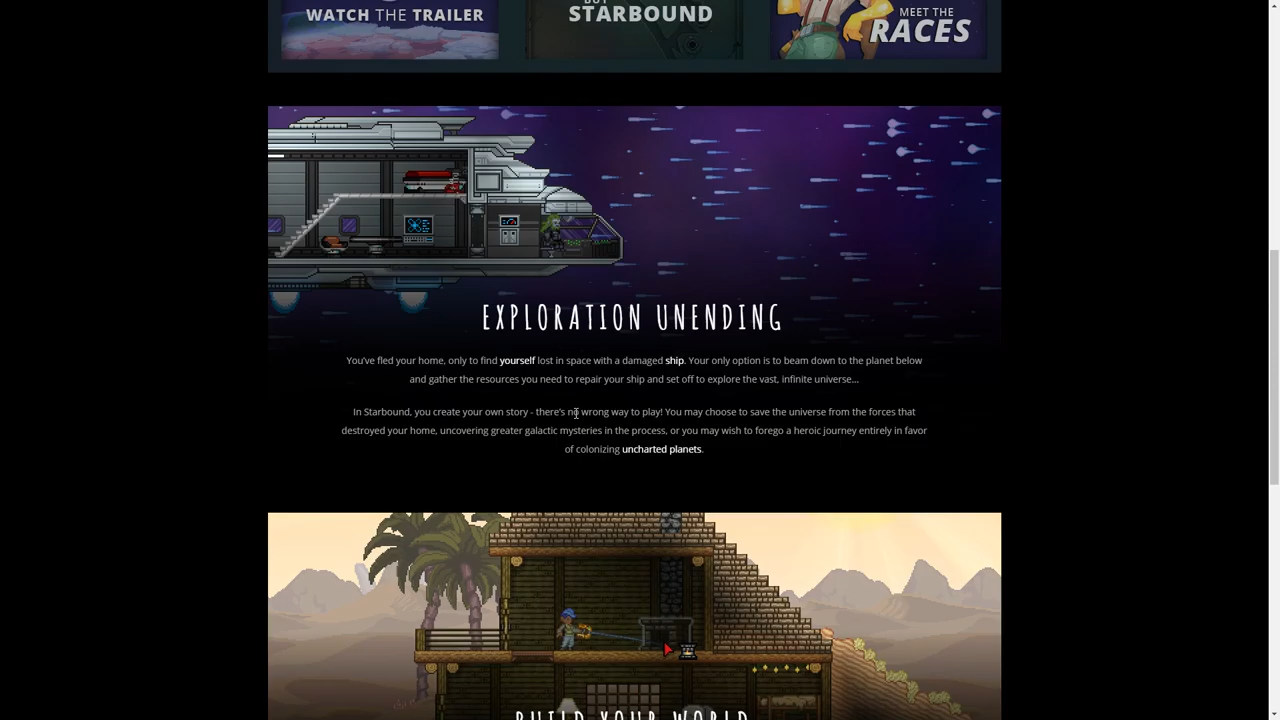 WATCH THE TRAILER
BUY
STARBOUND
MEET THE
RACES
EXPLORATION UNENDING
You've fled your home, only to find yourself lost in space with a damaged ship. Your only option is to beam down to the planet below
and gather the resources you need to repair your ship and set off to explore the vast, infinite universe...
In Starbound, you create your own story - there's no wrong way to play! You may choose to save the universe from the forces that
destroyed your home, uncovering greater galactic mysteries in the process, or you may wish to forego a heroic journey entirely in favor
of colonizing uncharted planets.
BUILD YOUR WORLD